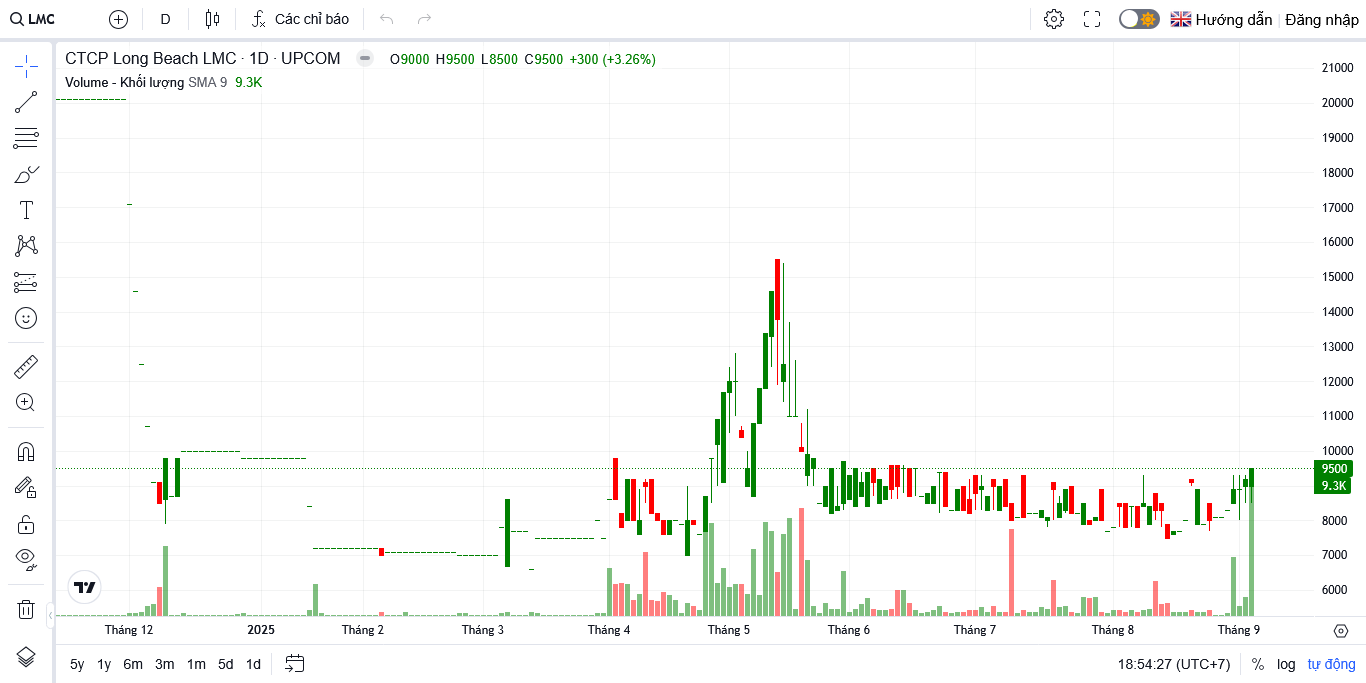 LMC D Các chỉ báo Hướng dẫn Đăng nhập
CTCP Long Beach LMC · 1D · UPCOM O9000 H9500 L8500 C9500 +300 (+3.26%)
Volume - Khối lượng SMA 9 9.3K
21000
20000
19000
18000
17000
16000
15000
14000
13000
12000
11000
10000
9500
9.3K
8000
7000
6000
Tháng 12 2025 Tháng 2 Tháng 3 Tháng 4 Tháng 5 Tháng 6 Tháng 7 Tháng 8 Tháng 9
5y 1y 6m 3m 1m 5d 1d 18:54:27 (UTC+7) % log tự động